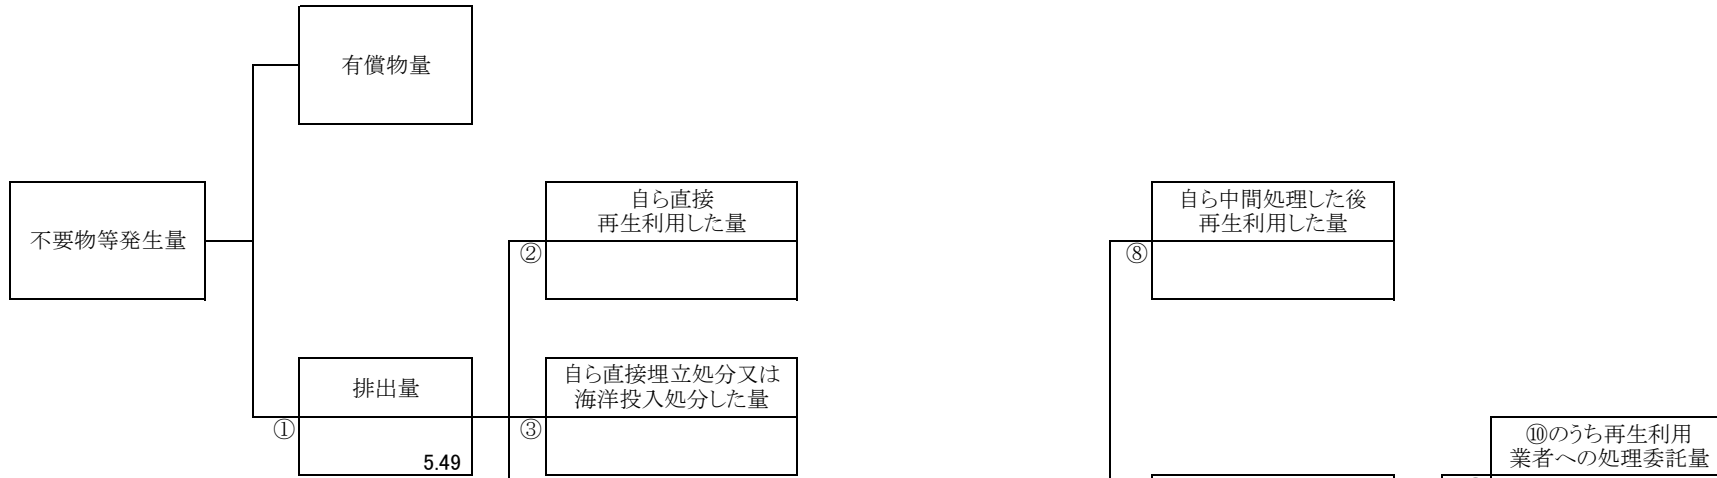 有償物量
不要物等発生量
自ら直接
再生利用した量
②
自ら中間処理した後
再生利用した量
⑧
排出量
①
5.49
自ら直接埋立処分又は
海洋投入処分した量
③
⑩のうち再生利用
業者への処理委託量